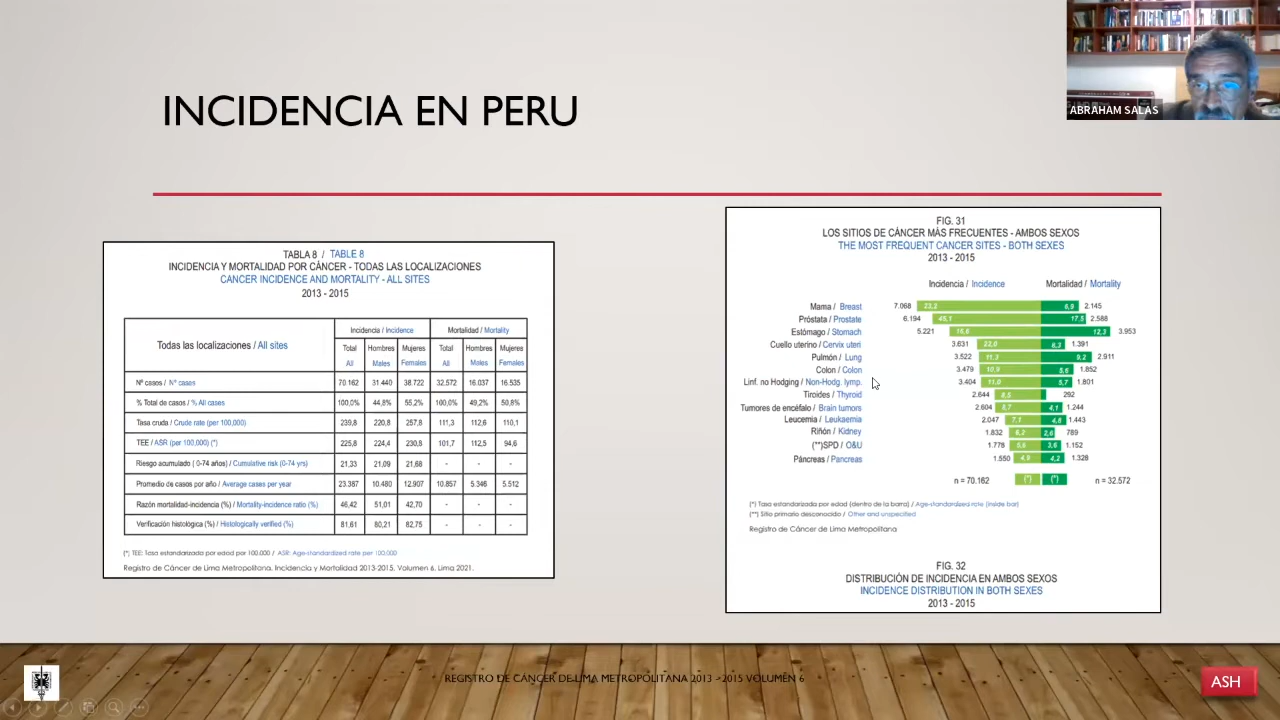 ABRAHAM SALAS
INCIDENCIA EN PERU
TABLA 8 / TABLE 8
INCIDENCIA Y MORTALIDAD POR CÁNCER - TODAS LAS LOCALIZACIONES
CANCER INCIDENCE AND MORTALITY - ALL SITES
2013 - 2015
Todas las localizaciones / All sites
Incidencia / Incidence Mortalidad / Mortality
Total Hombres Mujeres Total Hombres Mujeres
All Males Females All Males Females
Nº casos / Nº cases 70 162 31.440 38.722 32,572 16.037 16.535
% Total de casos / % All cases 100,0% 44,8% 55,2% 100,0% 49,2% 50,8%
Tasa cruda / Crude rate (per 100,000) 239,8 220,8 257,8 111,3 112,6 110,1
TEE / ASR (per 100,000) (*) 225,8 224,4 230,8 101,7 112,5 94,6
Riesgo acumulado ( 0-74 años) / Cumulative risk (0-74 yrs) 21,33 21,09 21,68 - - -
Promedio de casos por año / Average cases per year 23.387 10.480 12.907 10.857 5.346 5.512
Razón mortalidad-incidencia (%) / Mortality-incidence ratio (%) 46,42 51,01 42,70 - - -
Verificación histológica (%) / Histologically verified (%) 81,61 80,21 82,75 - - -
(*) TEE: Tasa estandarizada por edad por 100.000 / ASR: Age-standardized rate per 100,000
Registro de Cáncer de Lima Metropolitana. Incidencia y Mortalidad 2013-2015. Volumen 6. Lima 2021.
FIG. 31
LOS SITIOS DE CÁNCER MÁS FRECUENTES - AMBOS SEXOS
THE MOST FREQUENT CANCER SITES - BOTH SEXES
2013 - 2015
Incidencia / Incidence Mortalidad / Mortality
Mama / Breast 7.068 23,2 6,9 2.145
Próstata / Prostate 6.194 45,1 17,5 2.588
Estómago / Stomach 5.221 16,6 12,3 3.953
Cuello uterino / Cervix uteri 3.631 22,0 8,3 1.391
Pulmón / Lung 3.522 11,3 9,2 2.911
Colon / Colon 3.479 10,9 5,6 1.852
Linf. no Hodging / Non-Hodg. lymp. 3.404 11,0 5,7 1.801
Tiroides / Thyroid 2.644 8,5 292
Tumores de encéfalo / Brain tumors 2.604 8,7 4,1 1.244
Leucemia / Leukaemia 2.047 7,1 4,8 1.443
Riñón / Kidney 1.832 6,2 2,6 789
(**)SPD / O&U 1.778 5,6 3,6 1.152
Páncreas / Pancreas 1.550 4,9 4,2 1.328
n = 70.162 (*) (*) n = 32.572
(*) Tasa estandarizada por edad (dentro de la barra) / Age-standardized rate (inside bar)
(**) Sitio primario desconocido / Other and unspecified
Registro de Cáncer de Lima Metropolitana
FIG. 32
DISTRIBUCIÓN DE INCIDENCIA EN AMBOS SEXOS
INCIDENCE DISTRIBUTION IN BOTH SEXES
2013 - 2015
REGISTRO DE CÁNCER DE LIMA METROPOLITANA 2013 - 2015 VOLUMEN 6
ASH